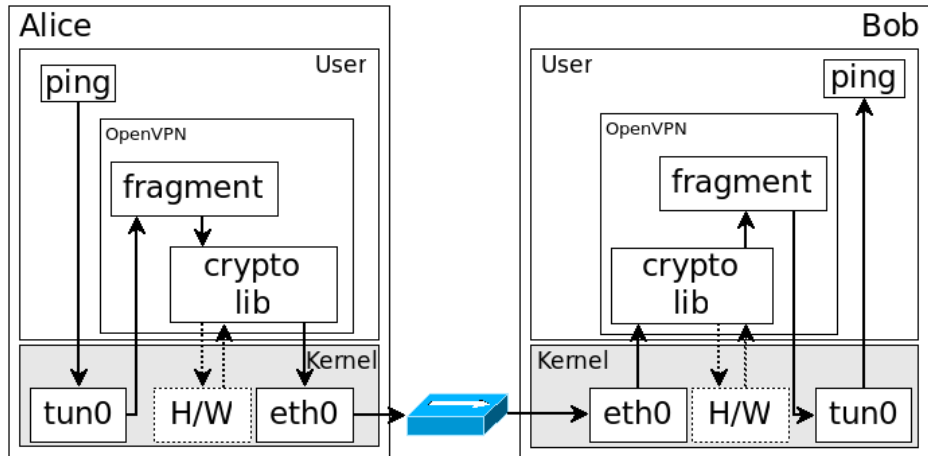 Alice
User
ping
OpenVPN
fragment
crypto
lib
Kernel
tun0
H/W
eth0
Bob
User
ping
OpenVPN
fragment
crypto
lib
Kernel
eth0
H/W
tun0